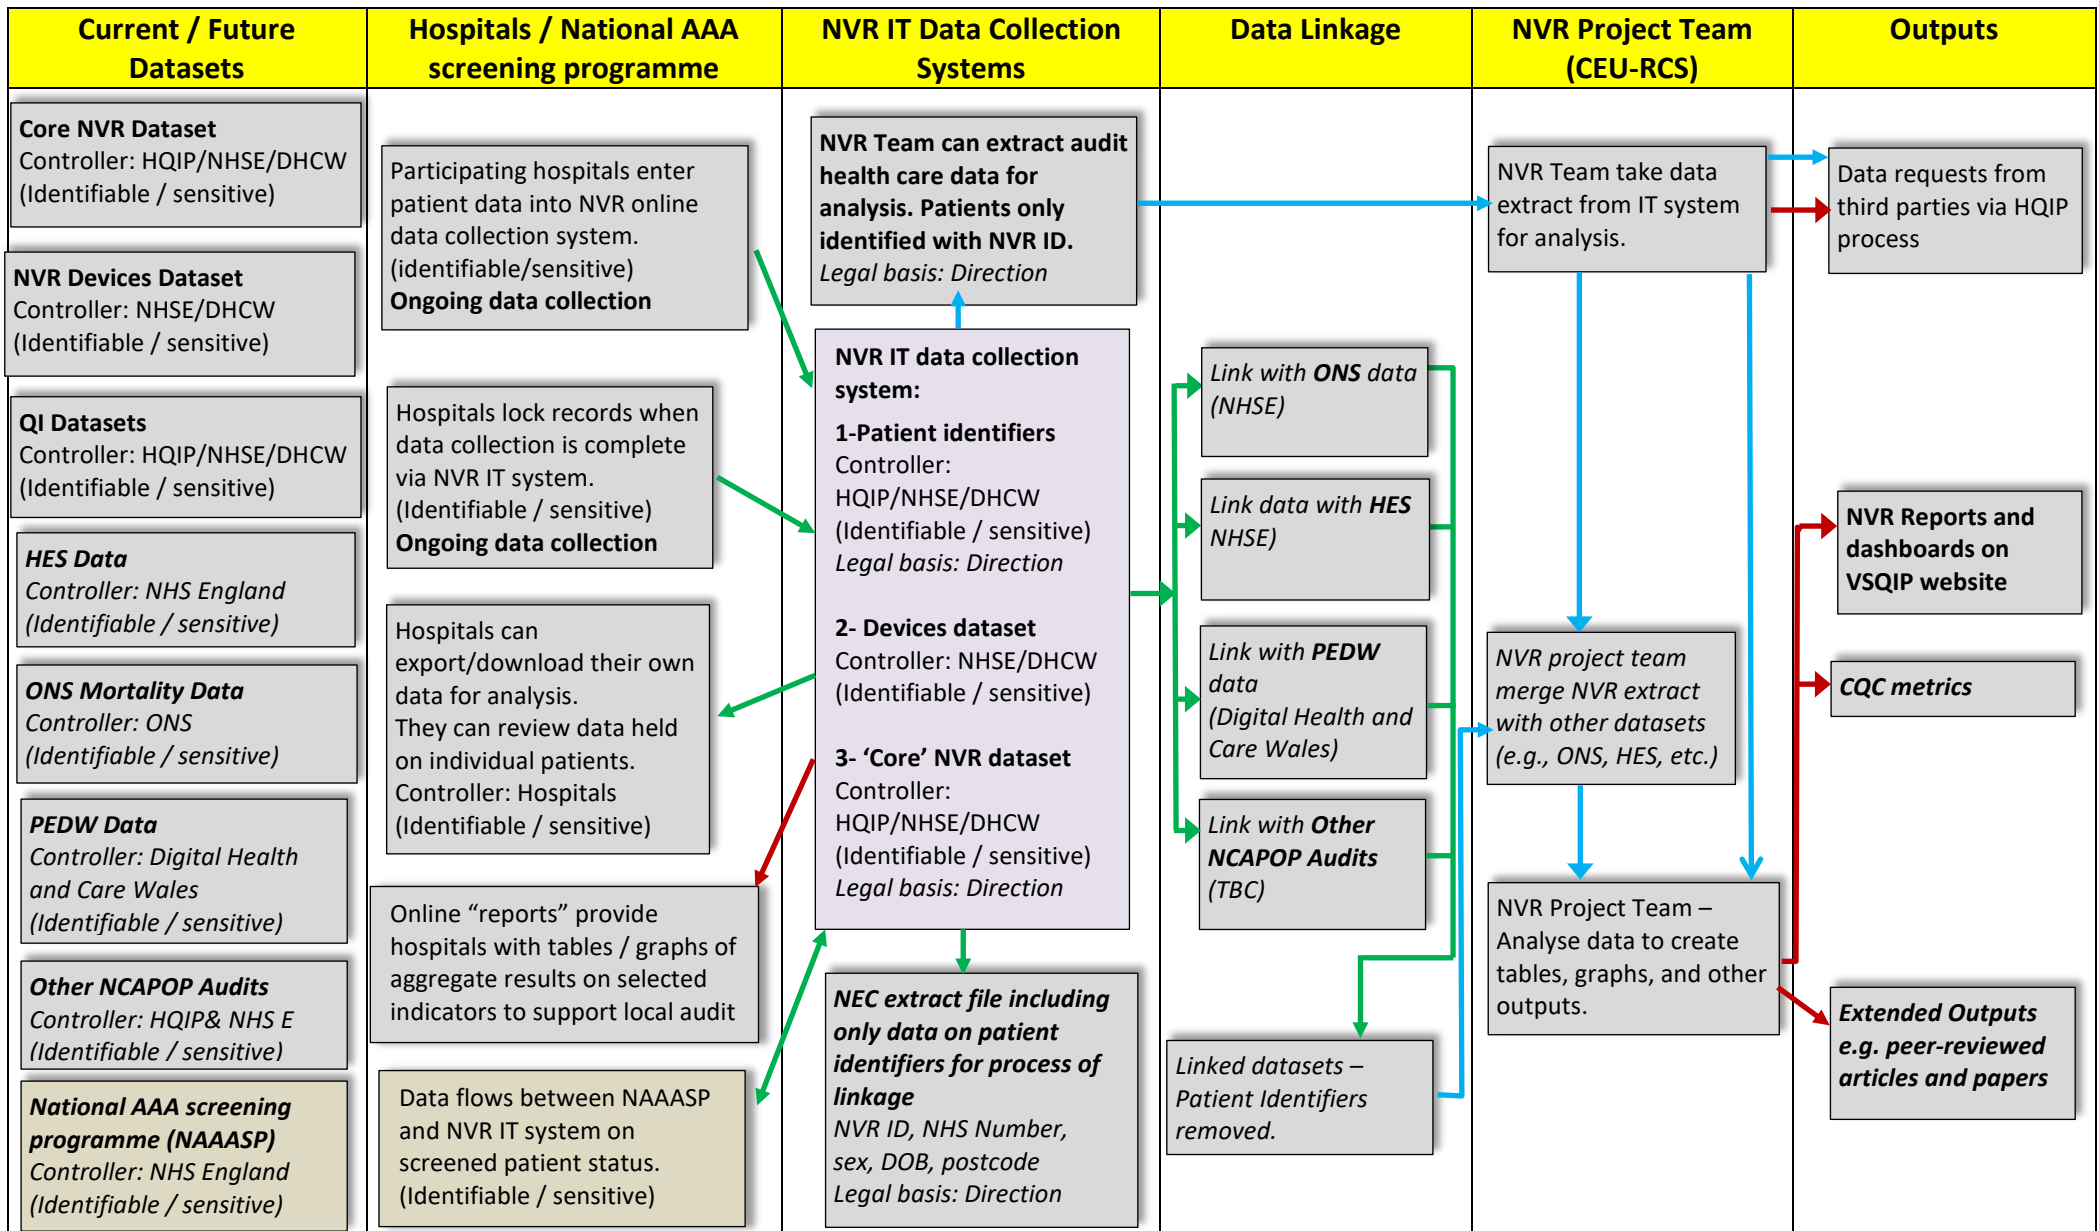 Current / Future
Datasets
Hospitals / National AAA
screening programme
NVR IT Data Collection
Systems
Data Linkage
NVR Project Team
(CEU-RCS)
Outputs
Core NVR Dataset
Controller: HQIP/NHSE/DHCW
(Identifiable / sensitive)
NVR Devices Dataset
Controller: NHSE/DHCW
(Identifiable / sensitive)
QI Datasets
Controller: HQIP/NHSE/DHCW
(Identifiable / sensitive)
HES Data
Controller: NHS England
(Identifiable / sensitive)
ONS Mortality Data
Controller: ONS
(Identifiable / sensitive)
PEDW Data
Controller: Digital Health
and Care Wales
(Identifiable / sensitive)
Other NCAPOP Audits
Controller: HQIP& NHS E
(Identifiable / sensitive)
National AAA screening
programme (NAAASP)
Controller: NHS England
(Identifiable / sensitive)
Participating hospitals enter
patient data into NVR online
data collection system.
(identifiable/sensitive)
Ongoing data collection
Hospitals lock records when
data collection is complete
via NVR IT system.
(Identifiable / sensitive)
Ongoing data collection
Hospitals can
export/download their own
data for analysis.
They can review data held
on individual patients.
Controller: Hospitals
(Identifiable / sensitive)
Online “reports” provide
hospitals with tables / graphs of
aggregate results on selected
indicators to support local audit
Data flows between NAAASP
and NVR IT system on
screened patient status.
(Identifiable / sensitive)
NVR Team can extract audit
health care data for
analysis. Patients only
identified with NVR ID.
Legal basis: Direction
NVR IT data collection
system:
1-Patient identifiers
Controller:
HQIP/NHSE/DHCW
(Identifiable / sensitive)
Legal basis: Direction
2- Devices dataset
Controller: NHSE/DHCW
(Identifiable / sensitive)
3- ‘Core’ NVR dataset
Controller:
HQIP/NHSE/DHCW
(Identifiable / sensitive)
Legal basis: Direction
NEC extract file including
only data on patient
identifiers for process of
linkage
NVR ID, NHS Number,
sex, DOB, postcode
Legal basis: Direction
Link with ONS data
(NHSE)
Link data with HES
NHSE)
Link with PEDW
data
(Digital Health and
Care Wales)
Link with Other
NCAPOP Audits
(TBC)
Linked datasets –
Patient Identifiers
removed.
NVR Team take data
extract from IT system
for analysis.
NVR project team
merge NVR extract
with other datasets
(e.g., ONS, HES, etc.)
NVR Project Team –
Analyse data to create
tables, graphs, and other
outputs.
Data requests from
third parties via HQIP
process
NVR Reports and
dashboards on
VSQIP website
CQC metrics
Extended Outputs
e.g. peer-reviewed
articles and papers